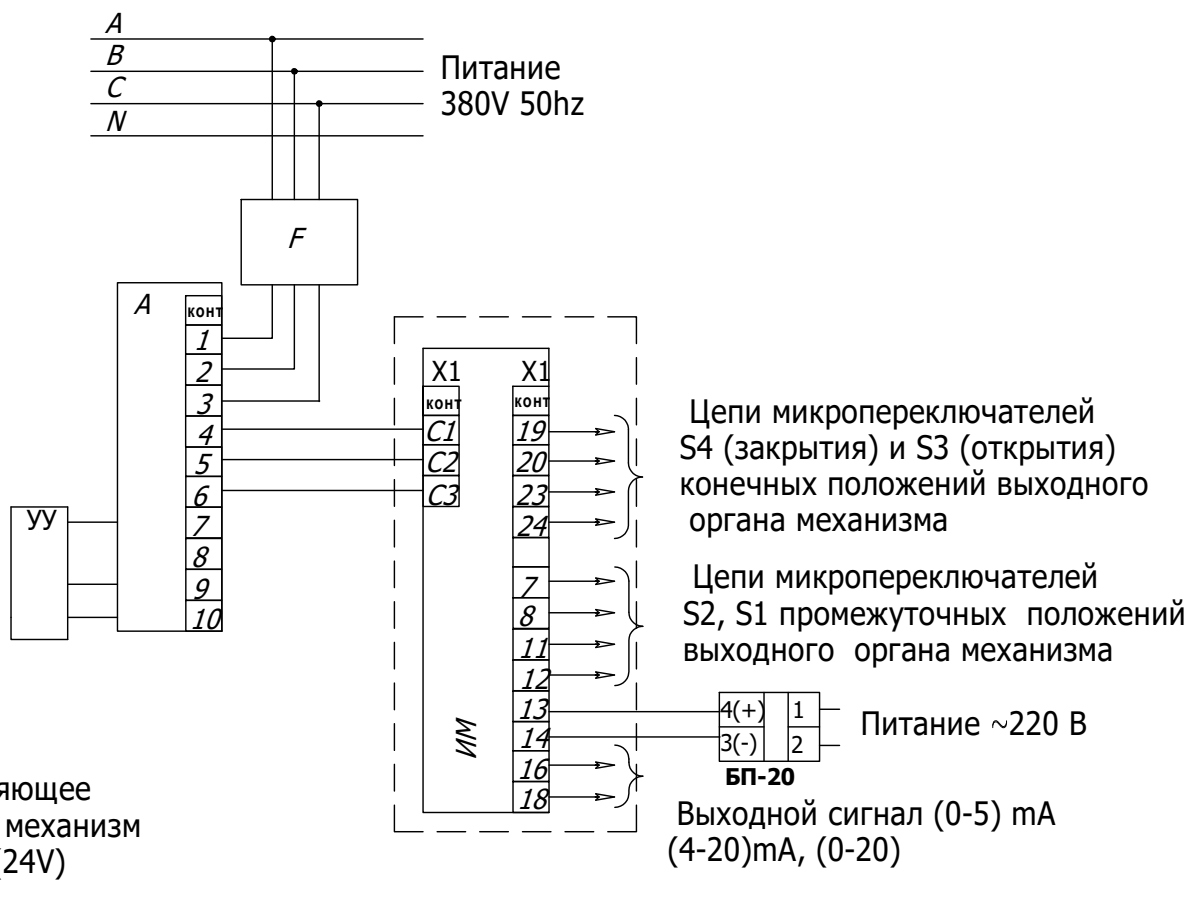 A
B
C
N
Питание
380V 50hz
F
A
конт
1
2
3
4
5
6
7
8
9
10
УУ
X1
конт
C1
C2
C3
ИМ
X1
конт
19
20
23
24
7
8
11
12
13
14
16
18
Цепи микропереключателей
S4 (закрытия) и S3 (открытия)
конечных положений выходного
органа механизма
Цепи микропереключателей
S2, S1 промежуточных положений
выходного органа механизма
4(+) 1
3(-) 2
БП-20
Питание ~220 В
Выходной сигнал (0-5) mA
(4-20)mA, (0-20)
яющее
механизм
24V)